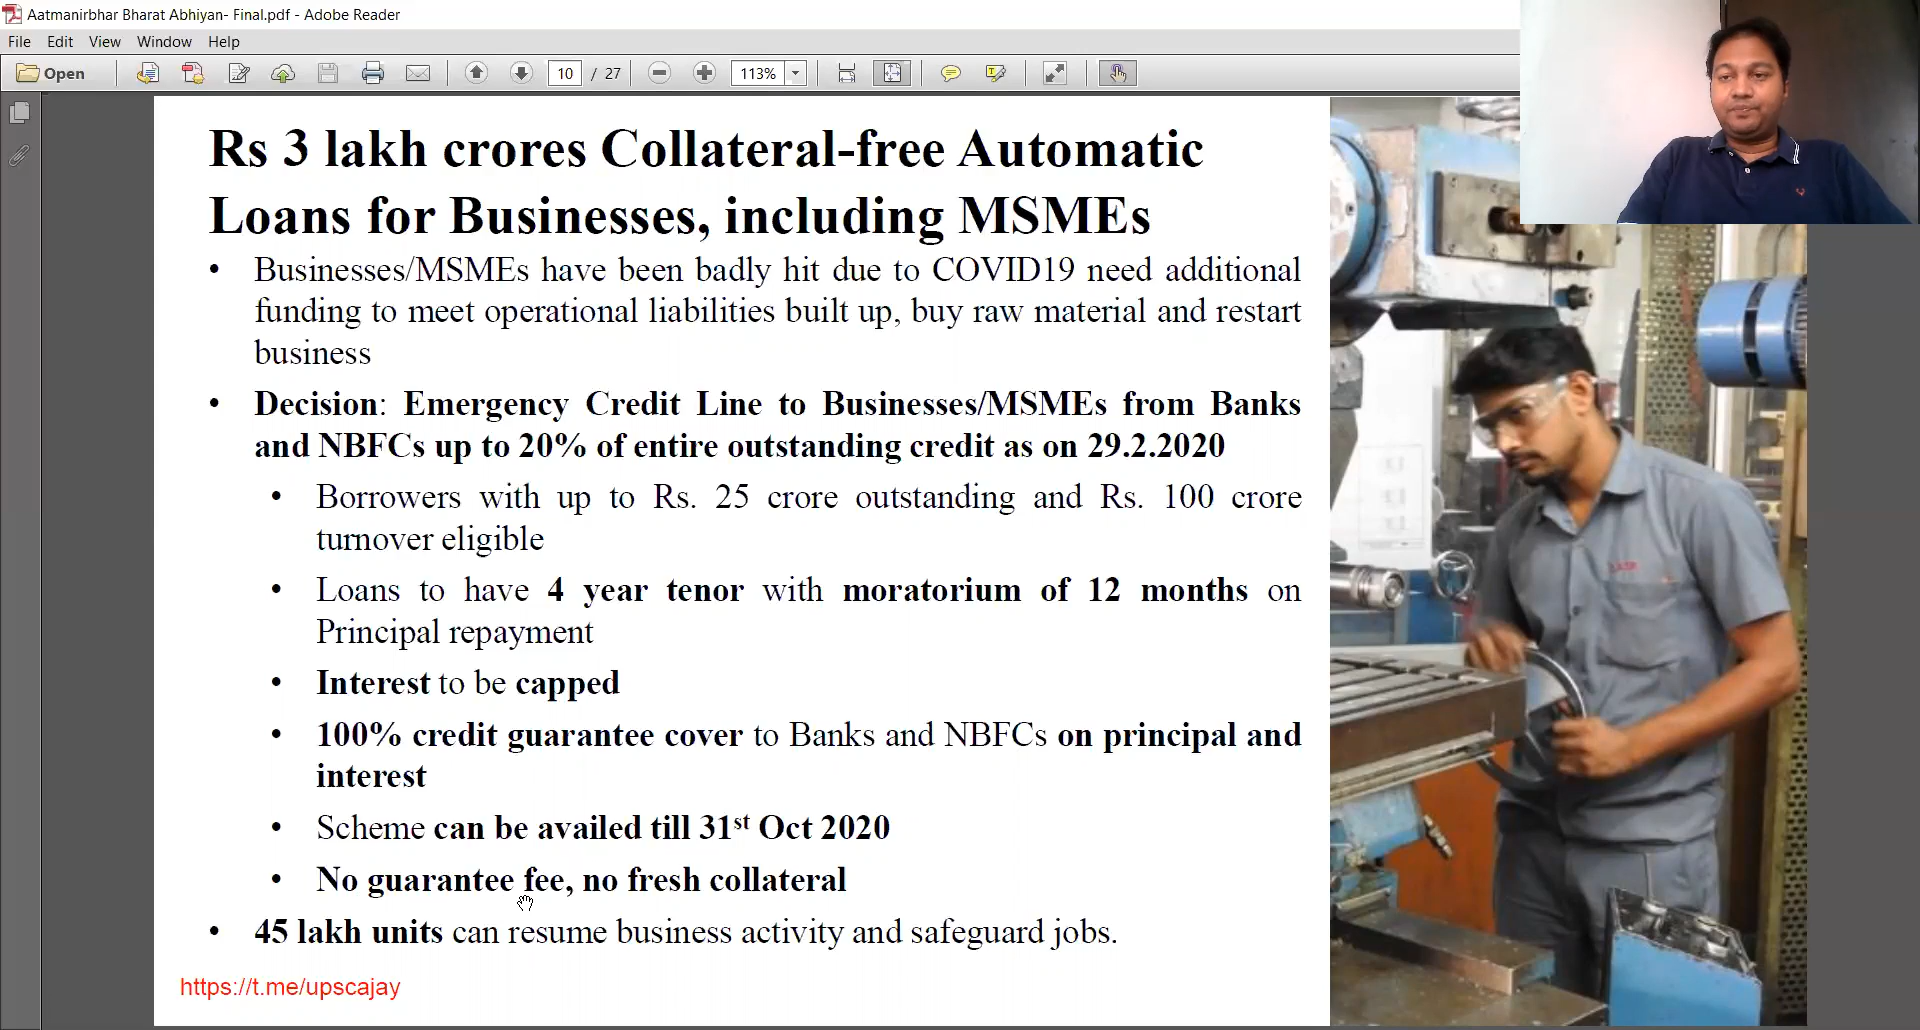 Aatmanirbhar Bharat Abhiyan- Final.pdf - Adobe Reader
File Edit View Window Help
Open 10 / 27 113%
Rs 3 lakh crores Collateral-free Automatic
Loans for Businesses, including MSMEs
• Businesses/MSMEs have been badly hit due to COVID19 need additional
funding to meet operational liabilities built up, buy raw material and restart
business
• Decision: Emergency Credit Line to Businesses/MSMEs from Banks
and NBFCs up to 20% of entire outstanding credit as on 29.2.2020
• Borrowers with up to Rs. 25 crore outstanding and Rs. 100 crore
turnover eligible
• Loans to have 4 year tenor with moratorium of 12 months on
Principal repayment
• Interest to be capped
• 100% credit guarantee cover to Banks and NBFCs on principal and
interest
• Scheme can be availed till 31st Oct 2020
• No guarantee fee, no fresh collateral
• 45 lakh units can resume business activity and safeguard jobs.
https://t.me/upscajay